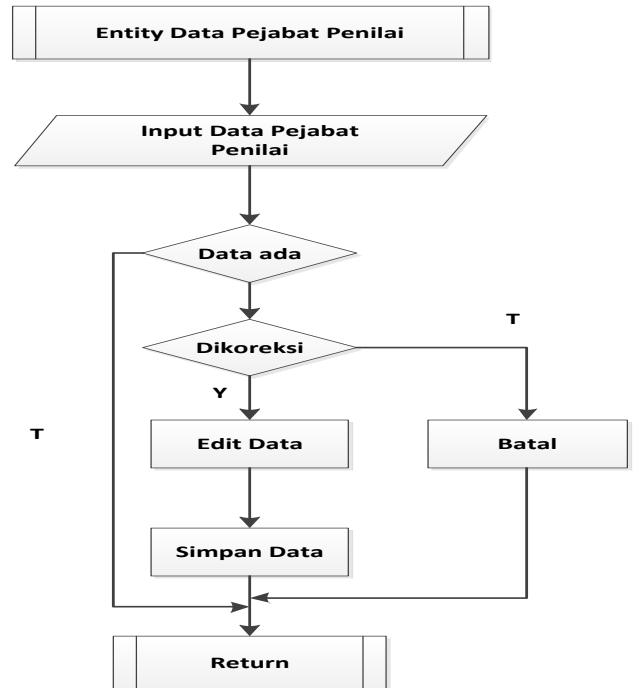 Entity Data Pejabat Penilai
Input Data Pejabat
Penilai
Data ada
T
Dikoreksi
Y
T
Edit Data
Batal
Simpan Data
Return